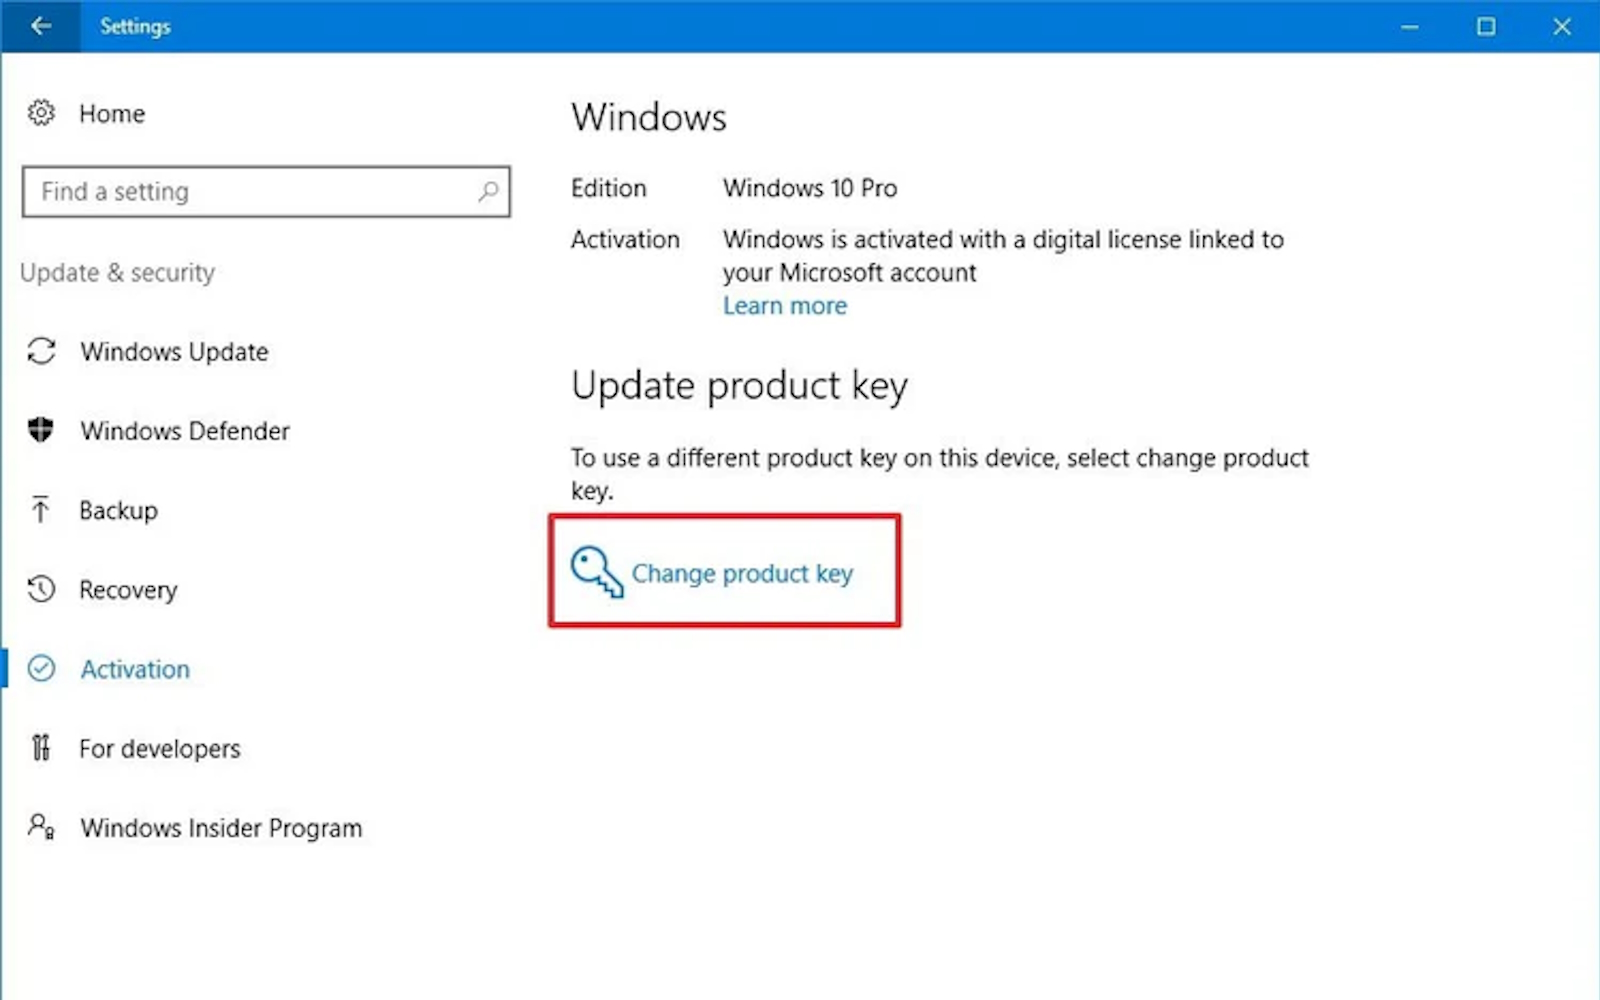 Settings
Home
Find a setting
Update & security
Windows Update
Windows Defender
Backup
Recovery
Activation
For developers
Windows Insider Program
Windows
Edition Windows 10 Pro
Activation Windows is activated with a digital license linked to
your Microsoft account
Learn more
Update product key
To use a different product key on this device, select change product
key.
Change product key